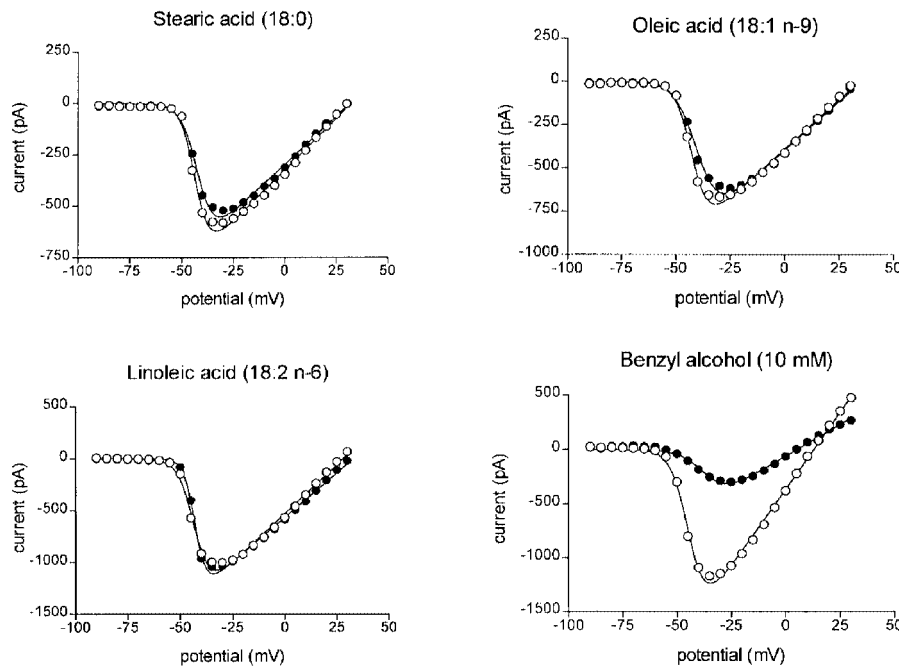 Stearic acid (18:0)
250
0
-250
-500
-750
current (pA)
-100 -75 -50 -25 0 25 50
potential (mV)
Oleic acid (18:1 n-9)
250
0
-250
-500
-750
-1000
current (pA)
-100 -75 -50 -25 0 25 50
potential (mV)
Linoleic acid (18:2 n-6)
500
0
-500
-1000
-1500
current (pA)
-100 -75 -50 -25 0 25 50
potential (mV)
Benzyl alcohol (10 mM)
500
0
-500
-1000
-1500
current (pA)
-100 -75 -50 -25 0 25 50
potential (mV)